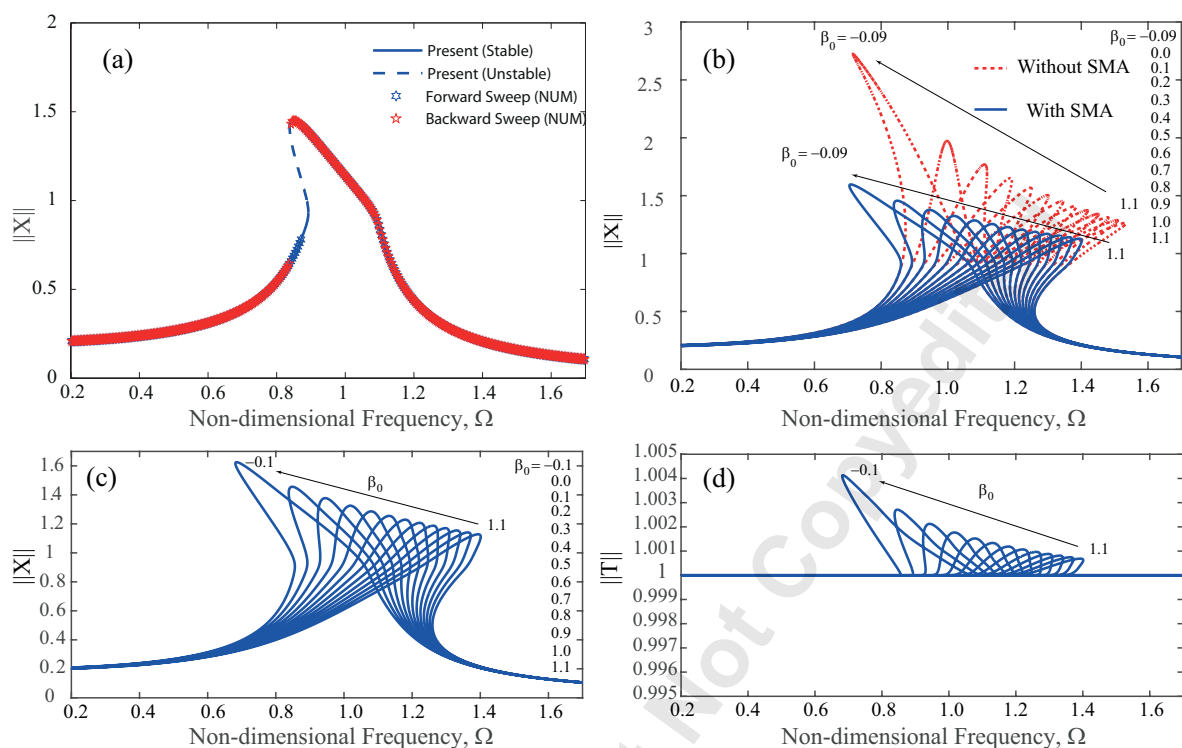 (a)
Present (Stable)
Present (Unstable)
Forward Sweep (NUM)
Backward Sweep (NUM)
2
1.5
1
0.5
0
0.2 0.4 0.6 0.8 1 1.2 1.4 1.6
||X||
Non-dimensional Frequency, Ω
(b)
β0 = −0.09
β0 = −0.09
0.0
0.1
0.2
0.3
0.4
0.5
0.6
0.7
0.8
0.9
1.0
1.1
Without SMA
With SMA
β0 = −0.09
1.1
1.1
3
2.5
2
1.5
1
0.5
0
0.2 0.4 0.6 0.8 1.0 1.2 1.4 1.6
||X||
Non-dimensional Frequency, Ω
(c)
−0.1
β0
1.1
β0 = −0.1
0.0
0.1
0.2
0.3
0.4
0.5
0.6
0.7
0.8
0.9
1.0
1.1
1.6
1.4
1.2
1
0.8
0.6
0.4
0.2
0
0.2 0.4 0.6 0.8 1.0 1.2 1.4 1.6
||X||
Non-dimensional Frequency, Ω
(d)
−0.1
β0
1.1
1.005
1.004
1.003
1.002
1.001
1
0.999
0.998
0.997
0.996
0.995
0.2 0.4 0.6 0.8 1.0 1.2 1.4 1.6
||T||
Non-dimensional Frequency, Ω
Not Copyedit